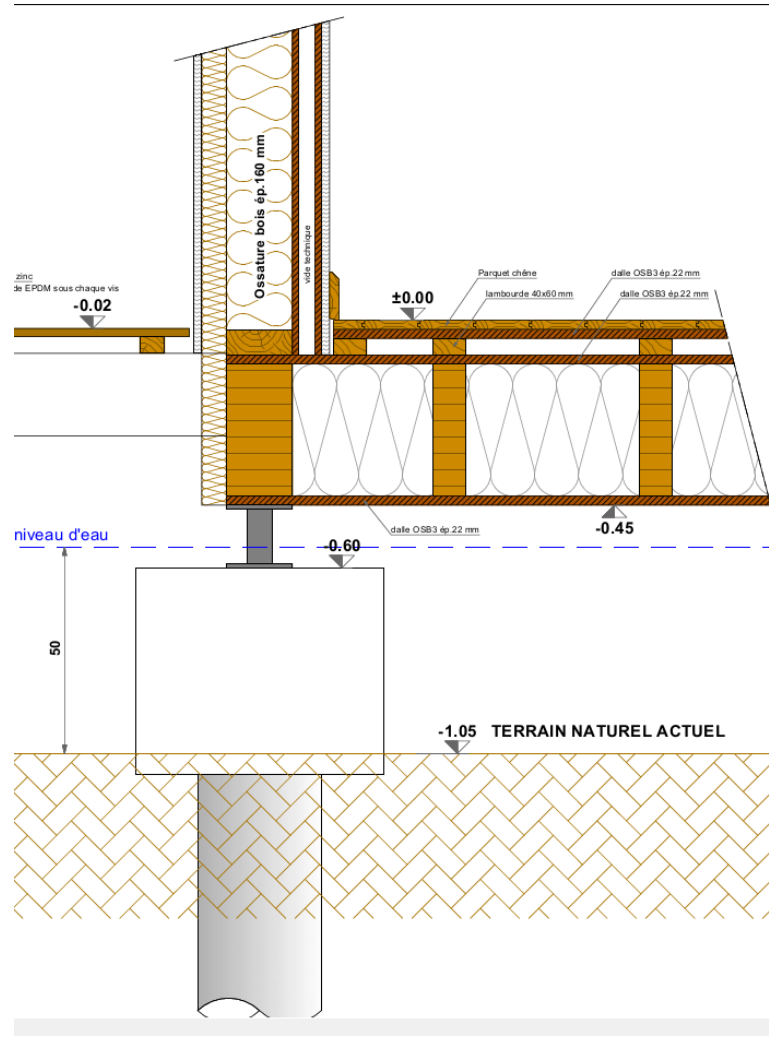 Ossature bois ép.160 mm
vide technique
zinc
de EPDM sous chaque vis
-0.02
±0.00
Parquet chêne
lambourde 40x60 mm
dalle OSB3 ép.22 mm
dalle OSB3 ép.22 mm
dalle OSB3 ép.22 mm
-0.45
niveau d'eau
-0.60
50
-1.05 TERRAIN NATUREL ACTUEL